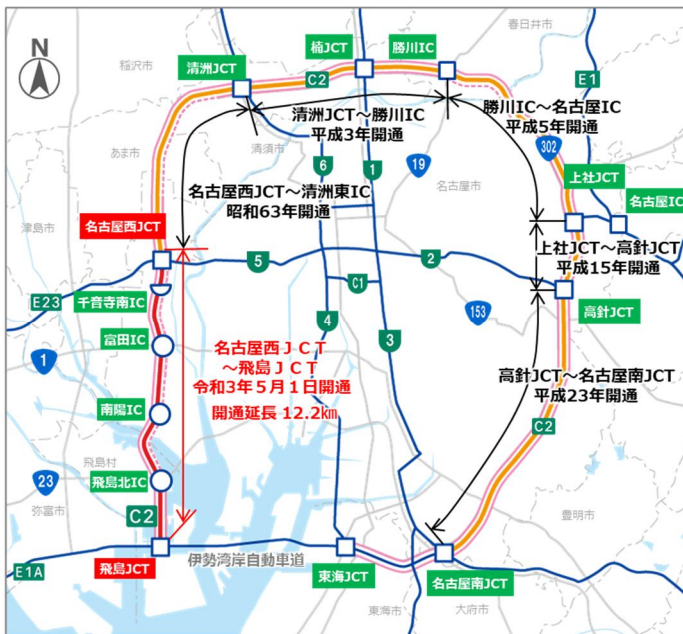 N
春日井市
稲沢市
楠JCT
勝川IC
清洲JCT
C2
E1
清洲JCT～勝川IC
平成3年開通
勝川IC～名古屋IC
平成5年開通
あま市
清須市
6
1
19
302
名古屋市
上社JCT
名古屋西JCT～清洲東IC
昭和63年開通
津島市
名古屋IC
名古屋西JCT
上社JCT～高針JCT
平成15年開通
5
2
C1
E23
千音寺南IC
高針JCT
4
153
富田IC
3
1
名古屋西ＪＣＴ
～飛島ＪＣＴ
令和3年５月１日開通
開通延長 12.2㎞
高針JCT～名古屋南JCT
平成23年開通
南陽IC
C2
飛島村
23
飛島北IC
弥富市
C2
豊明市
飛島JCT
伊勢湾岸自動車道
E1A
東海JCT
名古屋南JCT
東海市
大府市